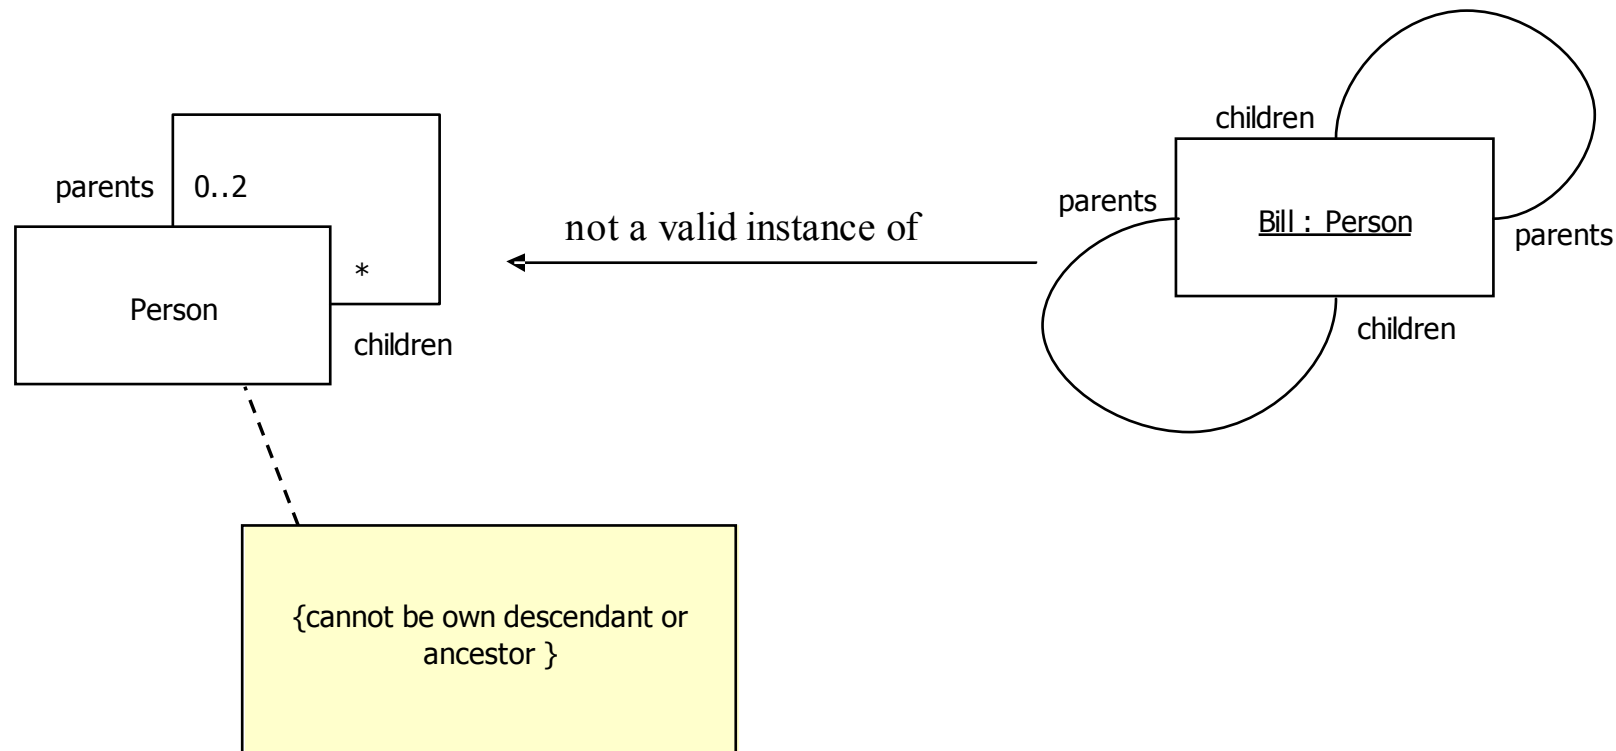 parents
0..2
Person
*
children
{cannot be own descendant or
ancestor }
not a valid instance of
children
parents
Bill : Person
parents
children